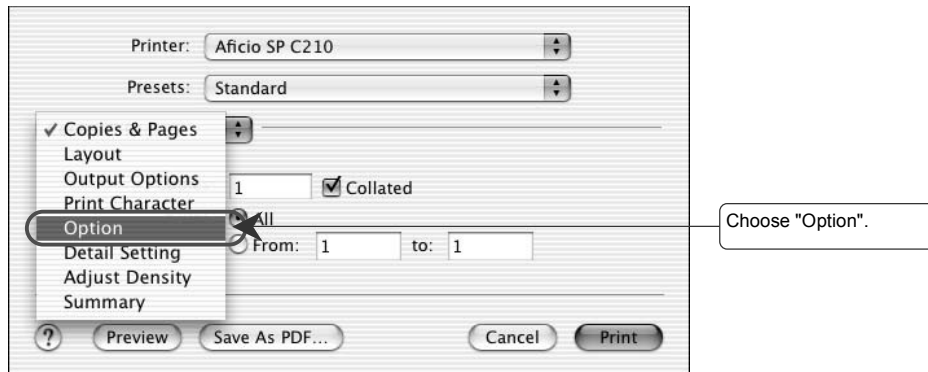 Printer: Aficio SP C210
Presets: Standard
✓ Copies & Pages
Layout
Output Options
1 Collated
Print Character
All
Option
Choose "Option".
From: 1 to: 1
Detail Setting
Adjust Density
Summary
? Preview Save As PDF... Cancel Print